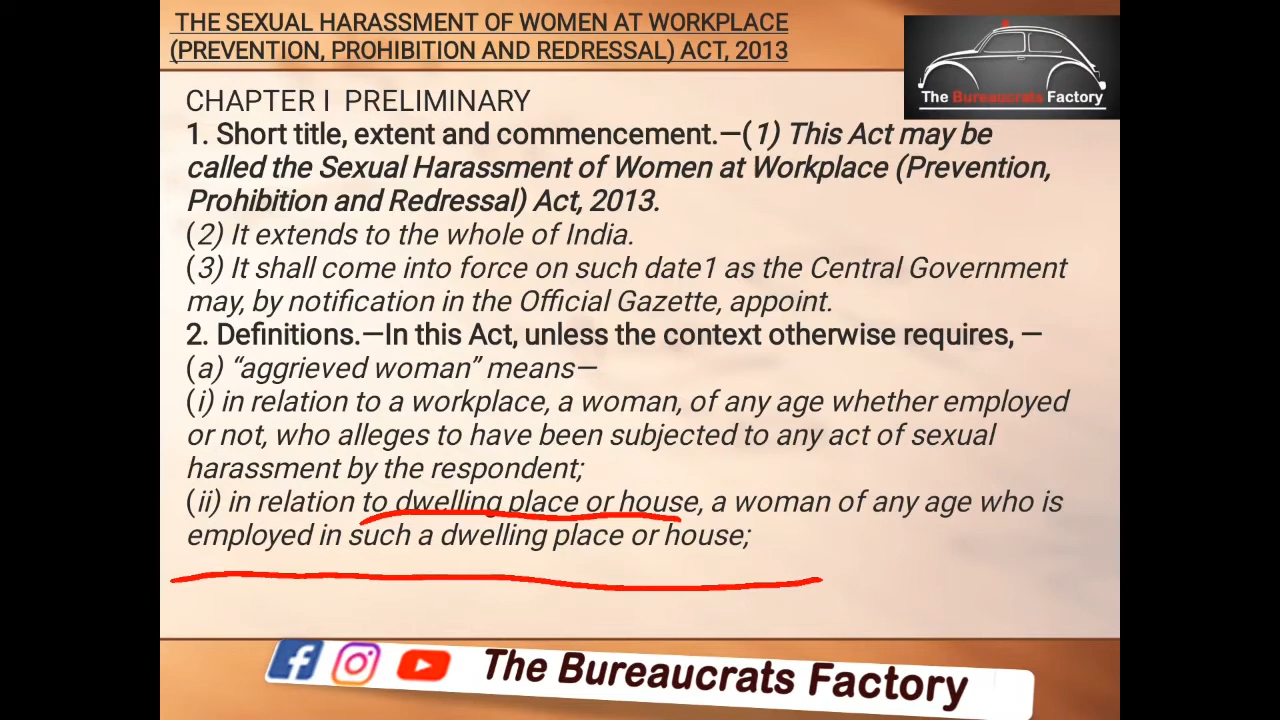 THE SEXUAL HARASSMENT OF WOMEN AT WORKPLACE
(PREVENTION, PROHIBITION AND REDRESSAL) ACT, 2013
The Bureaucrats Factory
CHAPTER I PRELIMINARY
1. Short title, extent and commencement.—(1) This Act may be
called the Sexual Harassment of Women at Workplace (Prevention,
Prohibition and Redressal) Act, 2013.
(2) It extends to the whole of India.
(3) It shall come into force on such date1 as the Central Government
may, by notification in the Official Gazette, appoint.
2. Definitions.—In this Act, unless the context otherwise requires, —
(a) “aggrieved woman” means—
(i) in relation to a workplace, a woman, of any age whether employed
or not, who alleges to have been subjected to any act of sexual
harassment by the respondent;
(ii) in relation to dwelling place or house, a woman of any age who is
employed in such a dwelling place or house;
The Bureaucrats Factory